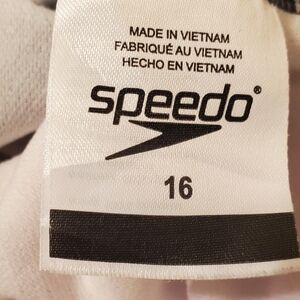 MADE IN VIETNAM
FABRIQUÉ AU VIETNAM
HECHO EN VIETNAM
speedo®
16